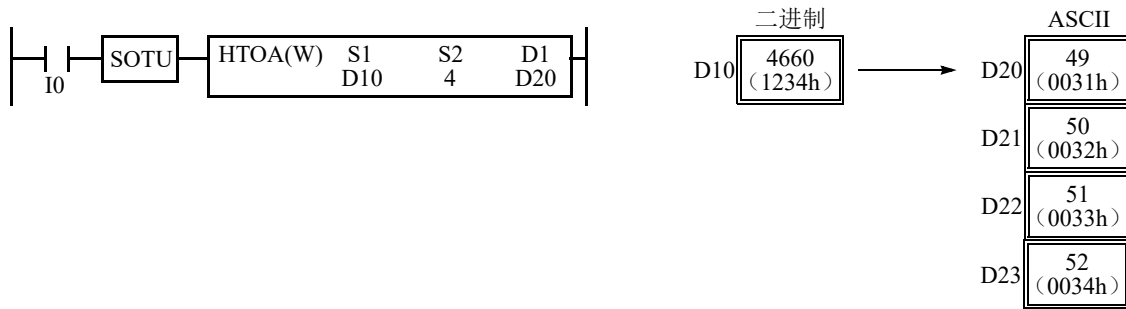 SOTU HTOA(W) S1 S2 D1
I0 D10 4 D20
二进制 ASCII
D10 4660 D20 49
（1234h） （0031h）
D21 50
（0032h）
D22 51
（0033h）
D23 52
（0034h）